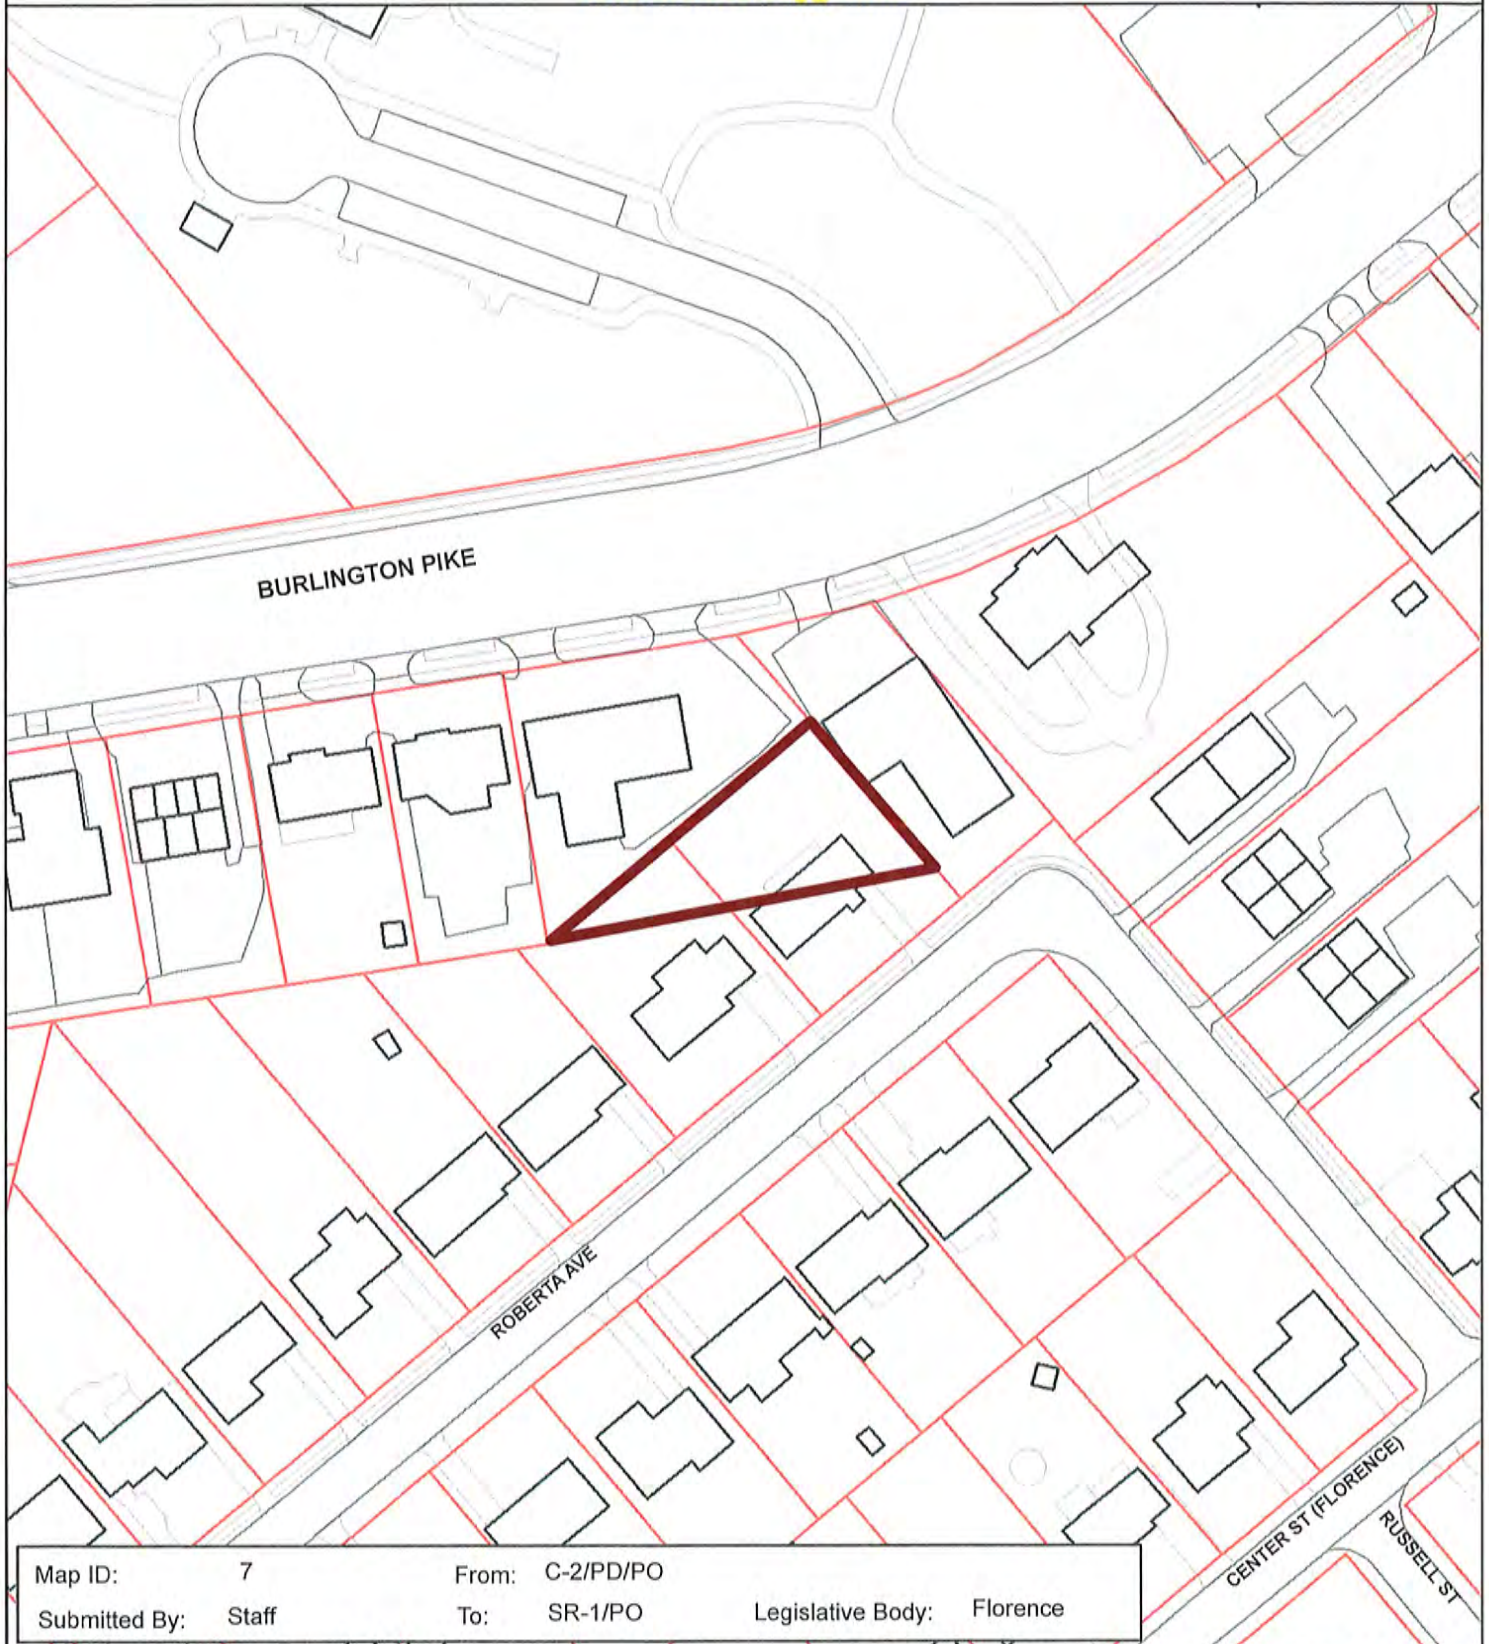 BURLINGTON PIKE
ROBERTA AVE
CENTER ST (FLORENCE)
RUSSELL ST
Map ID: 7 From: C-2/PD/PO
Submitted By: Staff To: SR-1/PO Legislative Body: Florence